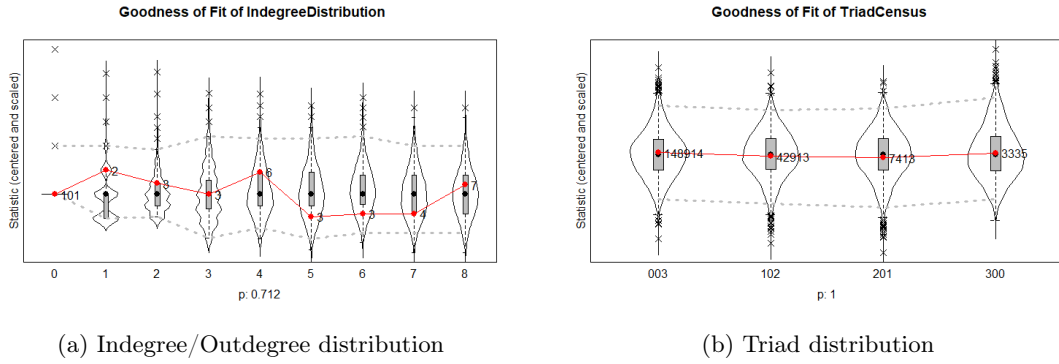 Goodness of Fit of IndegreeDistribution
Statistic (centered and scaled)
101
2
3
3
6
3
3
4
7
0 1 2 3 4 5 6 7 8
p: 0.712
(a) Indegree/Outdegree distribution
Goodness of Fit of TriadCensus
Statistic (centered and scaled)
148914
42913
7413
3335
003 102 201 300
p: 1
(b) Triad distribution